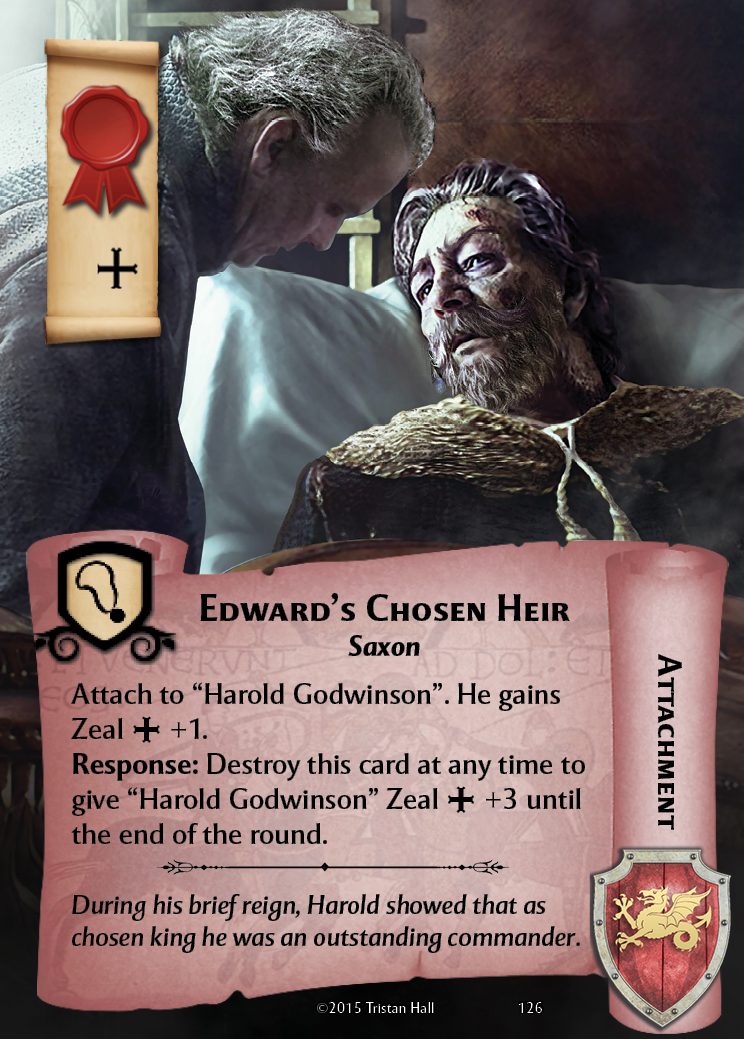 Edward's Chosen Heir
Saxon
Attach to “Harold Godwinson”. He gains
Zeal ✠ +1.
Response: Destroy this card at any time to
give “Harold Godwinson” Zeal ✠ +3 until
the end of the round.
During his brief reign, Harold showed that as
chosen king he was an outstanding commander.
Attachment
©2015 Tristan Hall
126